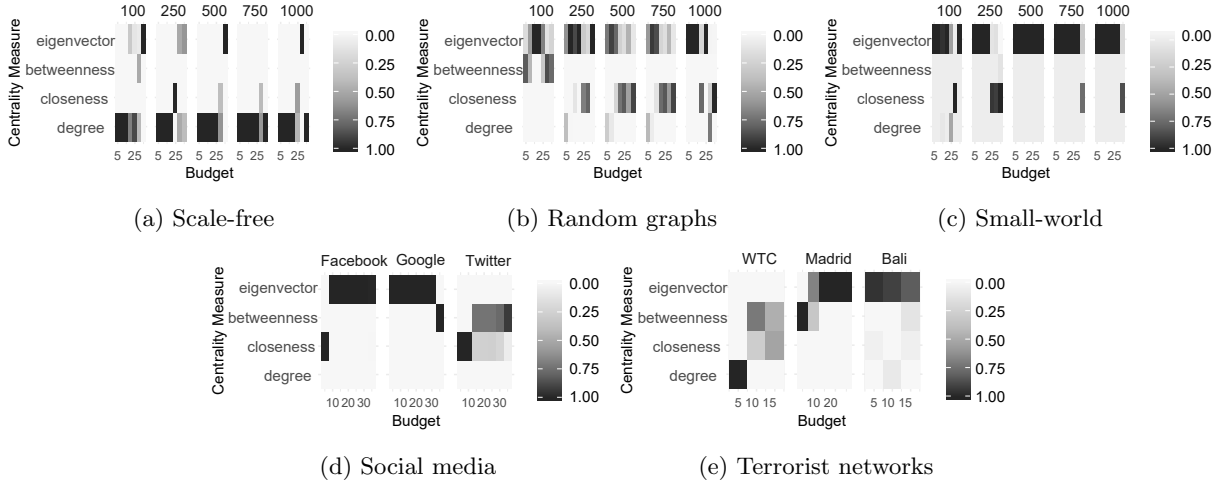 100 250 500 750 1000
Centrality Measure
eigenvector
betweenness
closeness
degree
5 25 5 25 5 25 5 25 5 25
Budget
0.00
0.25
0.50
0.75
1.00
(a) Scale-free
100 250 500 750 1000
Centrality Measure
eigenvector
betweenness
closeness
degree
5 25 5 25 5 25 5 25 5 25
Budget
0.00
0.25
0.50
0.75
1.00
(b) Random graphs
100 250 500 750 1000
Centrality Measure
eigenvector
betweenness
closeness
degree
5 25 5 25 5 25 5 25 5 25
Budget
0.00
0.25
0.50
0.75
1.00
(c) Small-world
Facebook Google Twitter
Centrality Measure
eigenvector
betweenness
closeness
degree
10 20 30 10 20 30 10 20 30
Budget
0.00
0.25
0.50
0.75
1.00
(d) Social media
WTC Madrid Bali
Centrality Measure
eigenvector
betweenness
closeness
degree
5 10 15 10 20 5 10 15
Budget
0.00
0.25
0.50
0.75
1.00
(e) Terrorist networks